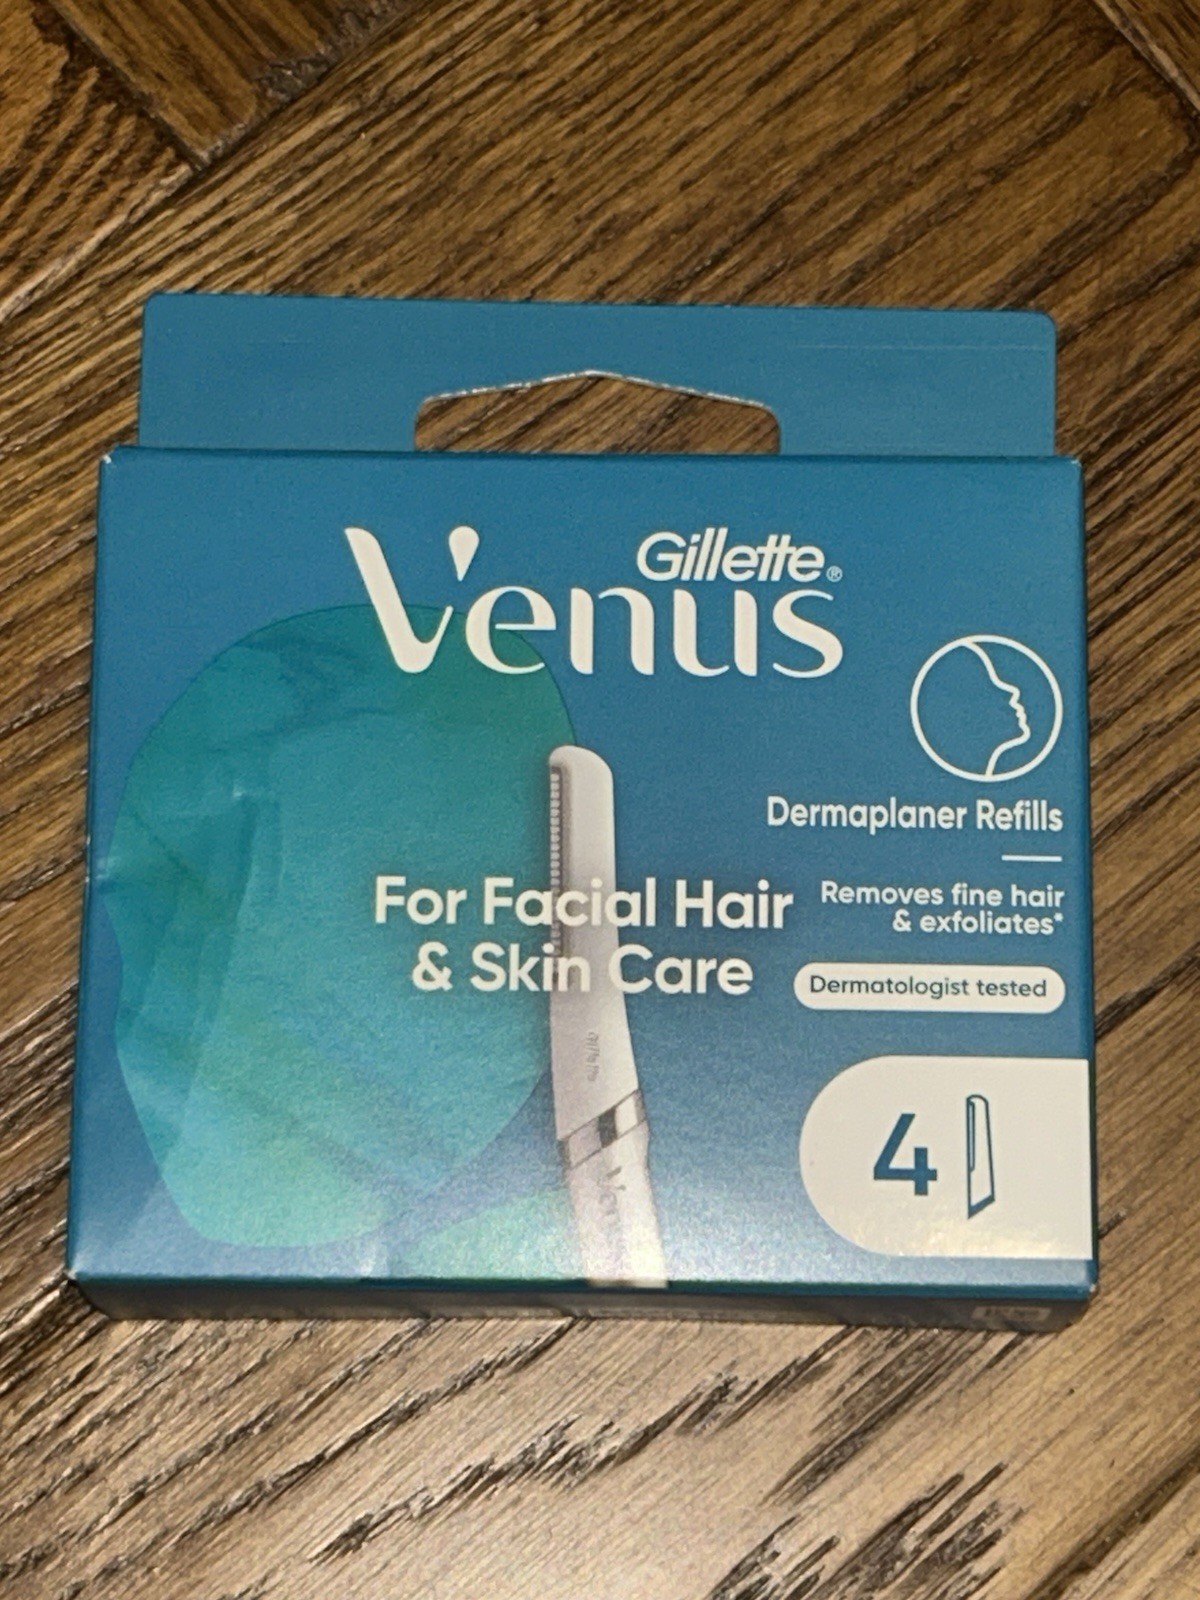 Gillette®
Venus
Dermaplaner Refills
For Facial Hair
& Skin Care
Removes fine hair
& exfoliates*
Dermatologist tested
4